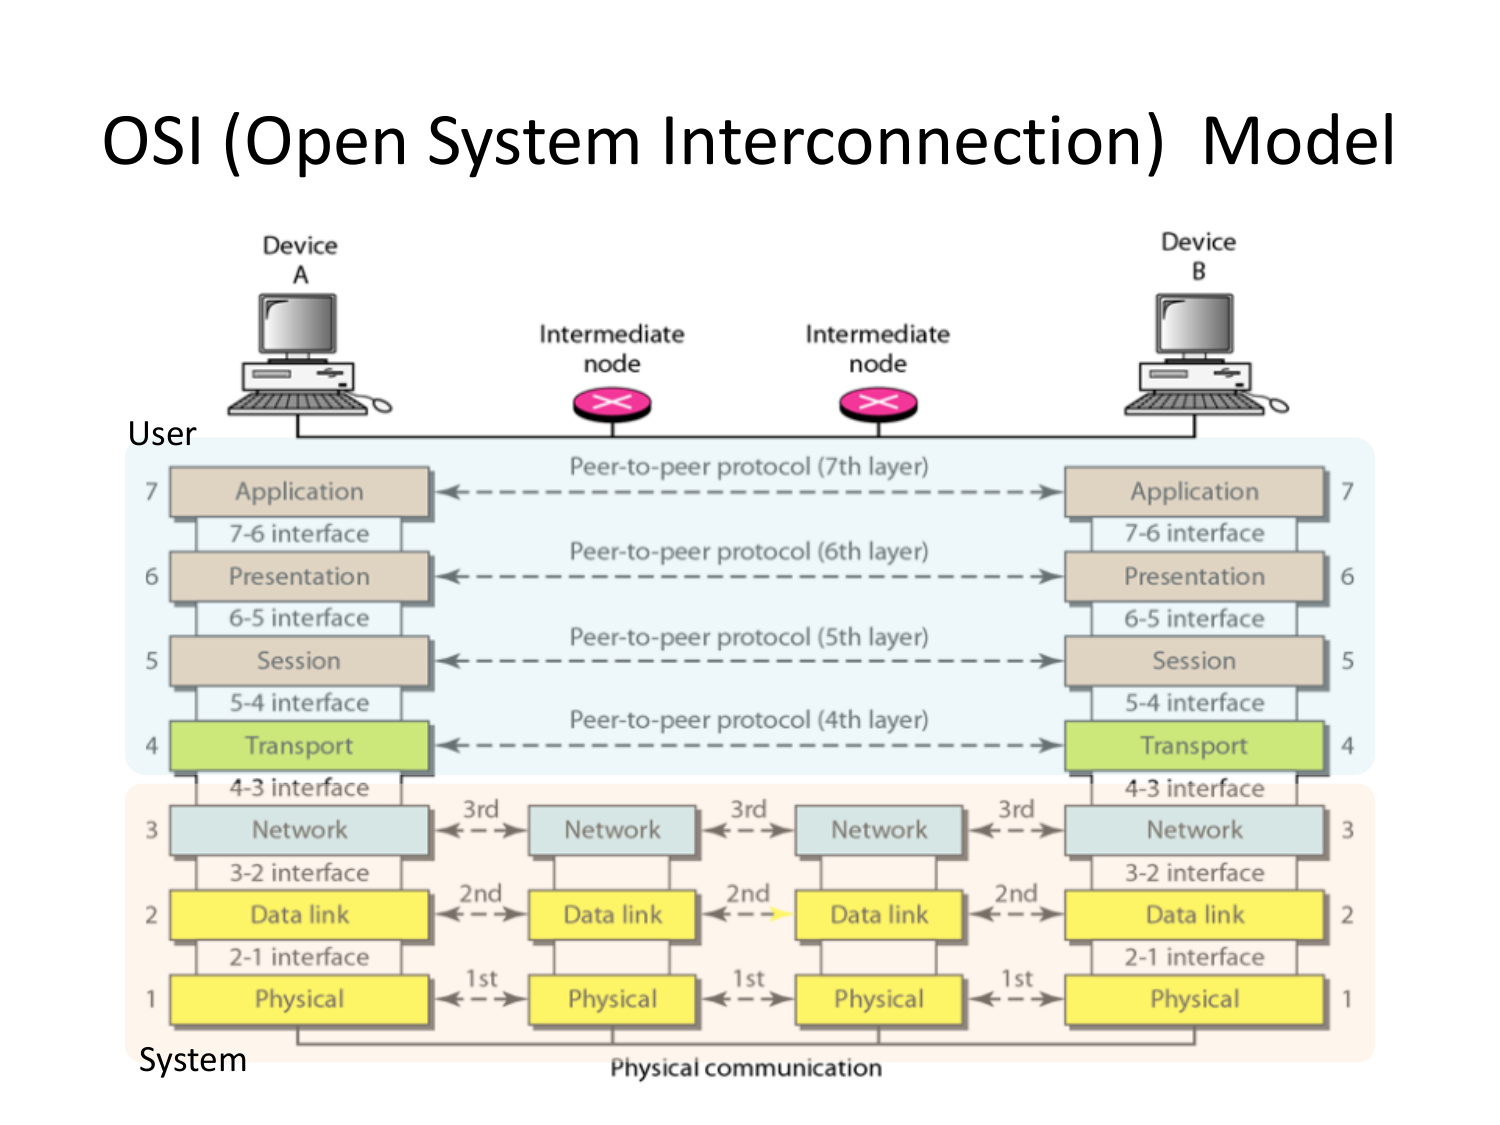 OSI (Open System Interconnection)  Model
Device
A
Device
B
Intermediate
node
Intermediate
node
User
Peer-to-peer protocol (7th layer)
7 Application Application 7
7-6 interface 7-6 interface
Peer-to-peer protocol (6th layer)
6 Presentation Presentation 6
6-5 interface 6-5 interface
Peer-to-peer protocol (5th layer)
5 Session Session 5
5-4 interface 5-4 interface
Peer-to-peer protocol (4th layer)
4 Transport Transport 4
4-3 interface 4-3 interface
3rd 3rd 3rd
3 Network Network Network Network 3
3-2 interface 3-2 interface
2nd 2nd 2nd
2 Data link Data link Data link Data link 2
2-1 interface 2-1 interface
1st 1st 1st
1 Physical Physical Physical Physical 1
System
Physical communication